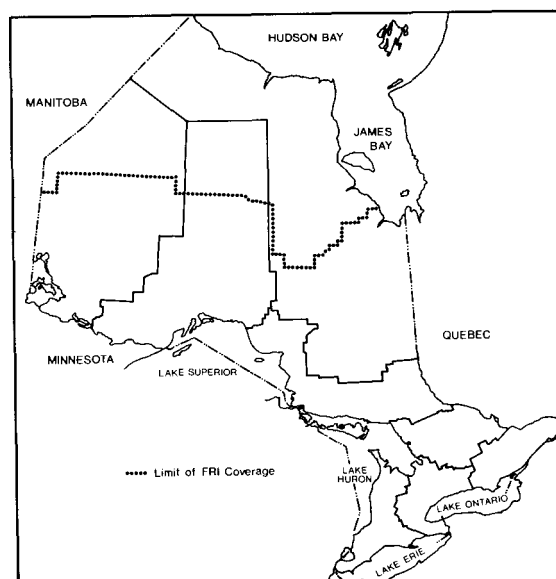 HUDSON BAY
MANITOBA
JAMES
BAY
QUEBEC
MINNESOTA
LAKE SUPERIOR
Limit of FRI Coverage
LAKE
HURON
LAKE ONTARIO
LAKE ERIE